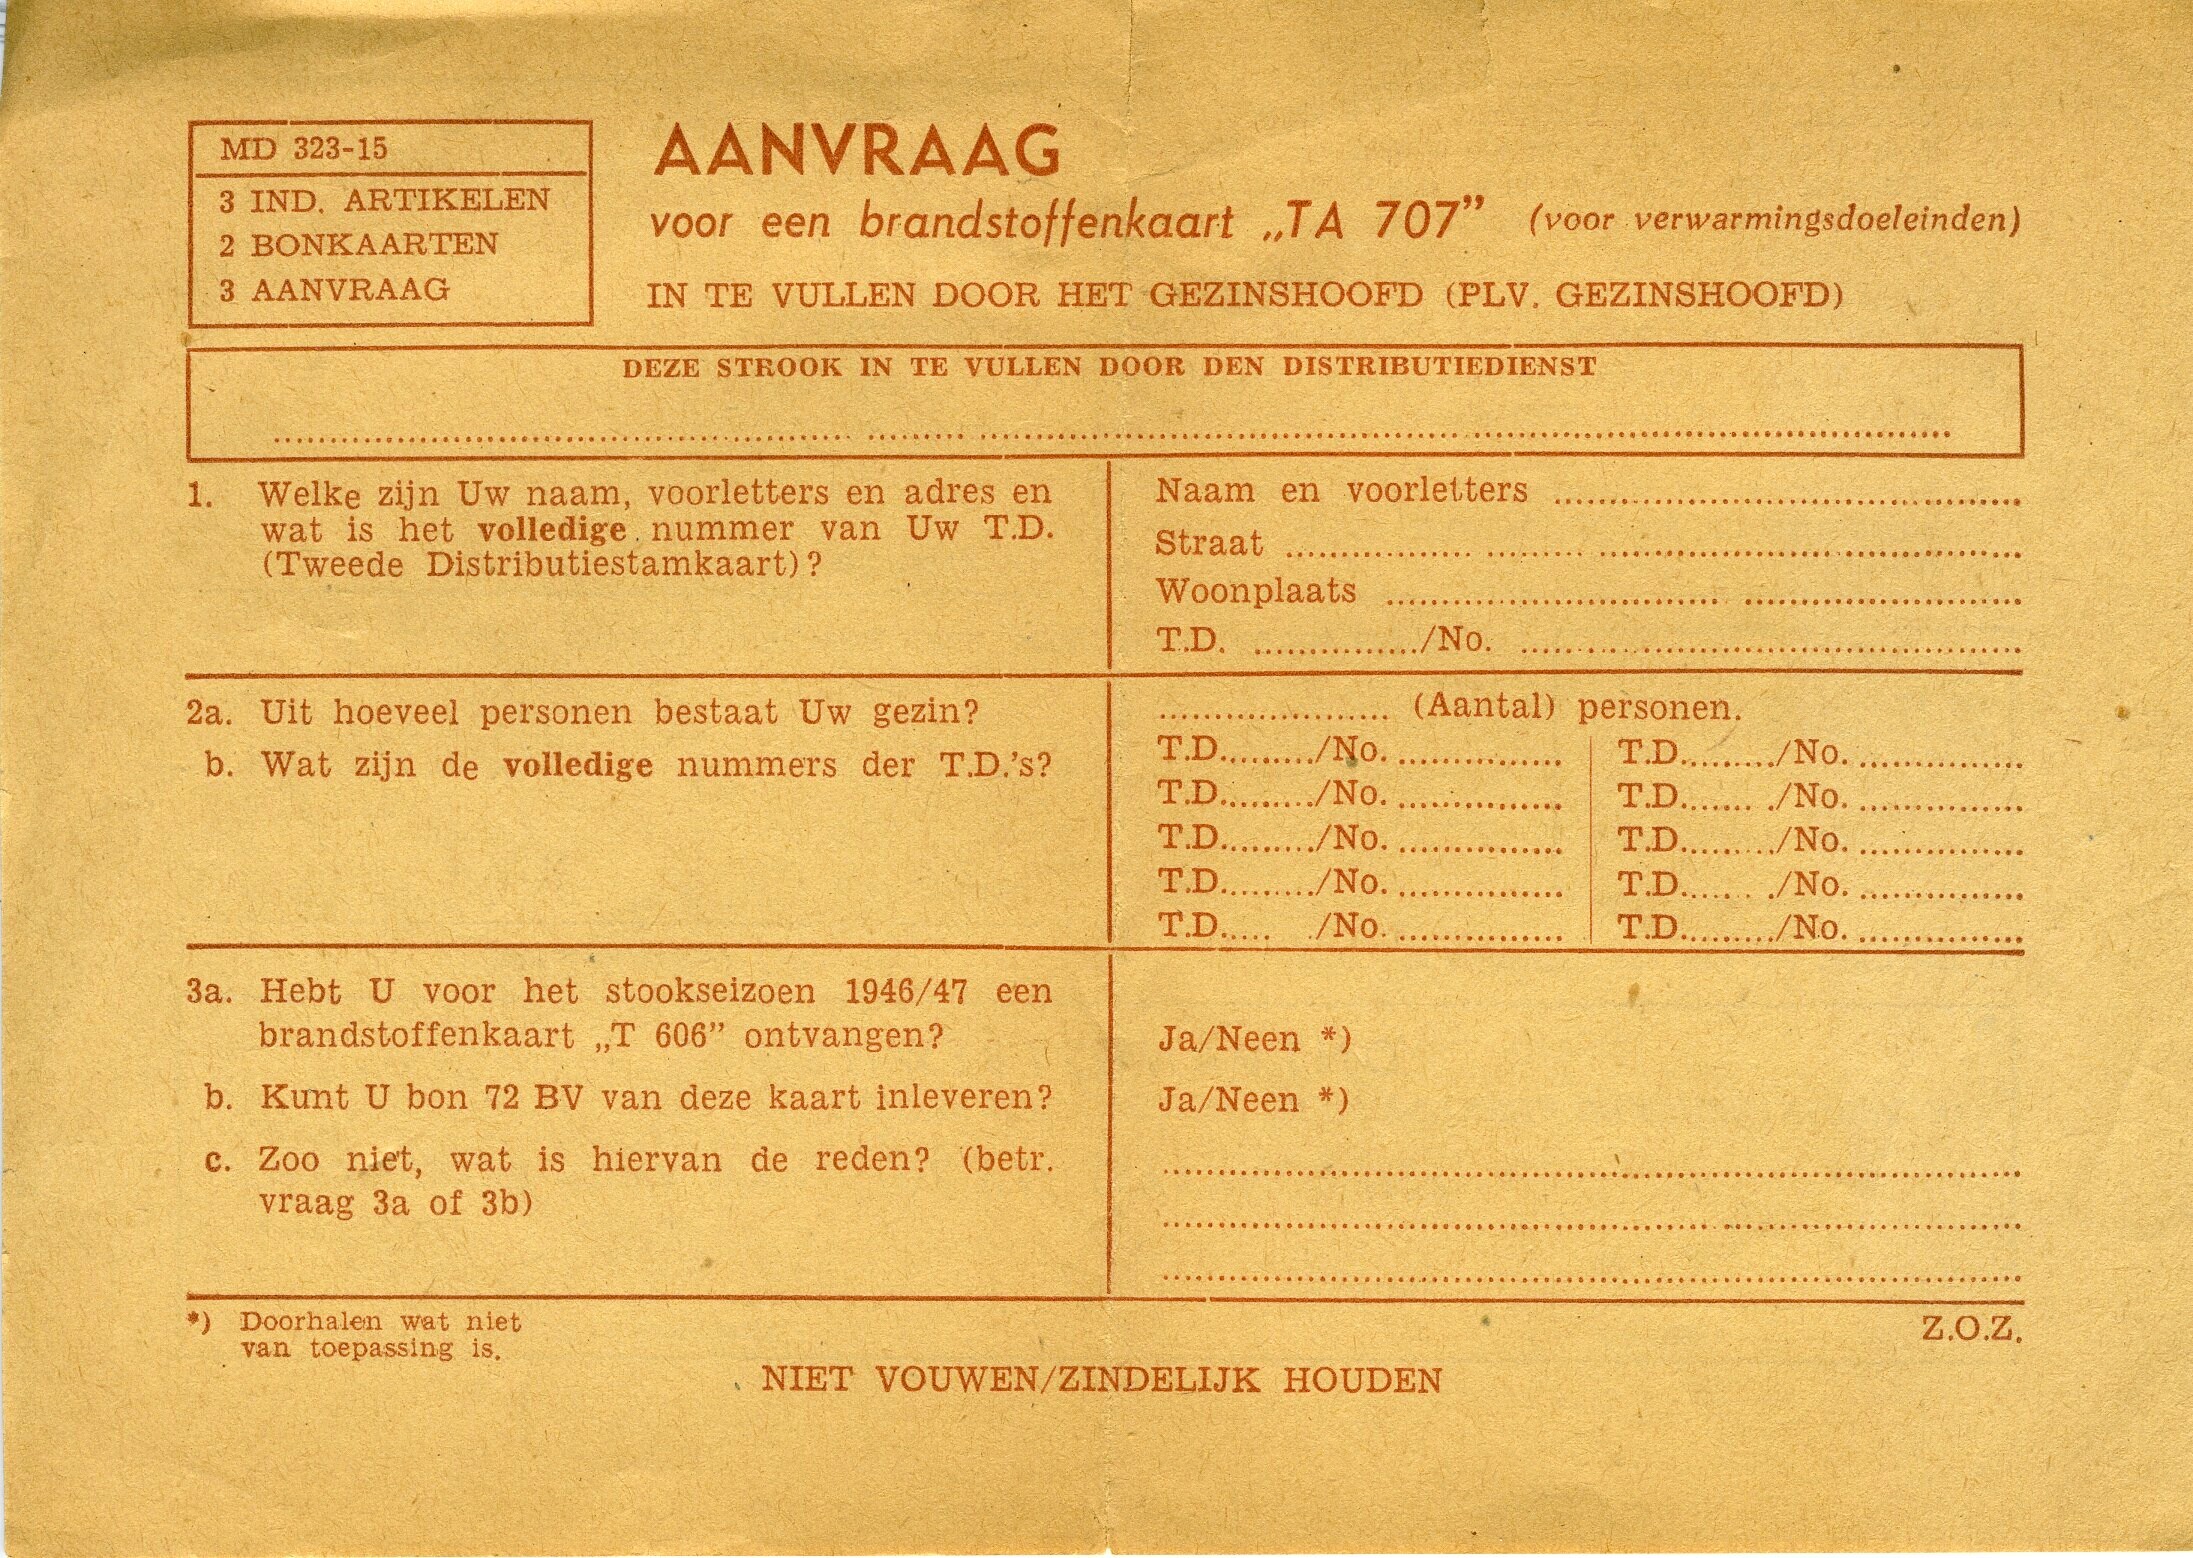 MD 323-15
3 IND. ARTIKELEN
2 BONKAARTEN
3 AANVRAAG
AANVRAAG
voor een brandstoffenkaart „TA 707” (voor verwarmingsdoeleinden)
IN TE VULLEN DOOR HET GEZINSHOOFD (PLV. GEZINSHOOFD)
DEZE STROOK IN TE VULLEN DOOR DEN DISTRIBUTIEDIENST
1. Welke zijn Uw naam, voorletters en adres en
wat is het volledige nummer van Uw T.D.
(Tweede Distributiestamkaart)?
Naam en voorletters
Straat
Woonplaats
T.D. ............... /No.
2a. Uit hoeveel personen bestaat Uw gezin?
..................... (Aantal) personen.
b. Wat zijn de volledige nummers der T.D.'s?
T.D........./No. ............... T.D........./No. ...............
T.D........./No. ............... T.D........./No. ...............
T.D........./No. ............... T.D........./No. ...............
T.D........./No. ............... T.D........./No. ...............
T.D........./No. ............... T.D........./No. ...............
3a. Hebt U voor het stookseizoen 1946/47 een
brandstoffenkaart „T 606” ontvangen?
Ja/Neen *)
b. Kunt U bon 72 BV van deze kaart inleveren?
Ja/Neen *)
c. Zoo niet, wat is hiervan de reden? (betr.
vraag 3a of 3b)
*) Doorhalen wat niet
van toepassing is.
Z.O.Z.
NIET VOUWEN/ZINDELIJK HOUDEN